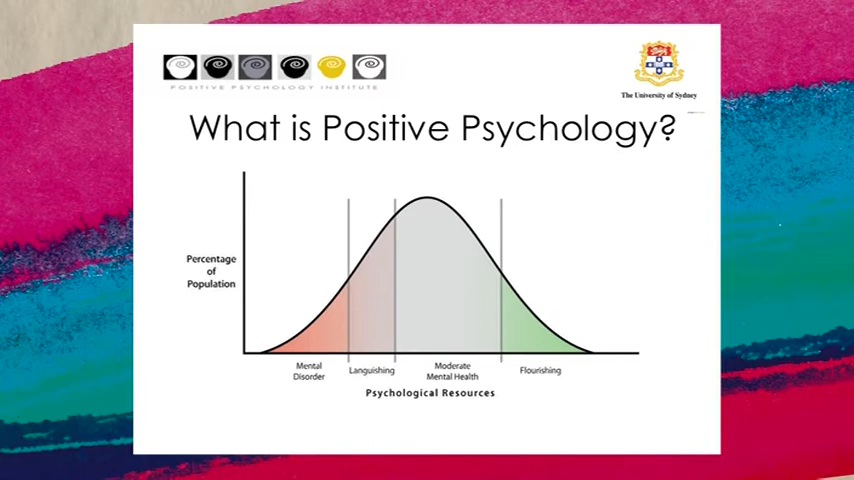 POSITIVE PSYCHOLOGY INSTITUTE
The University of Sydney
What is Positive Psychology?
Percentage
of
Population
Mental
Disorder
Languishing
Moderate
Mental Health
Flourishing
Psychological Resources